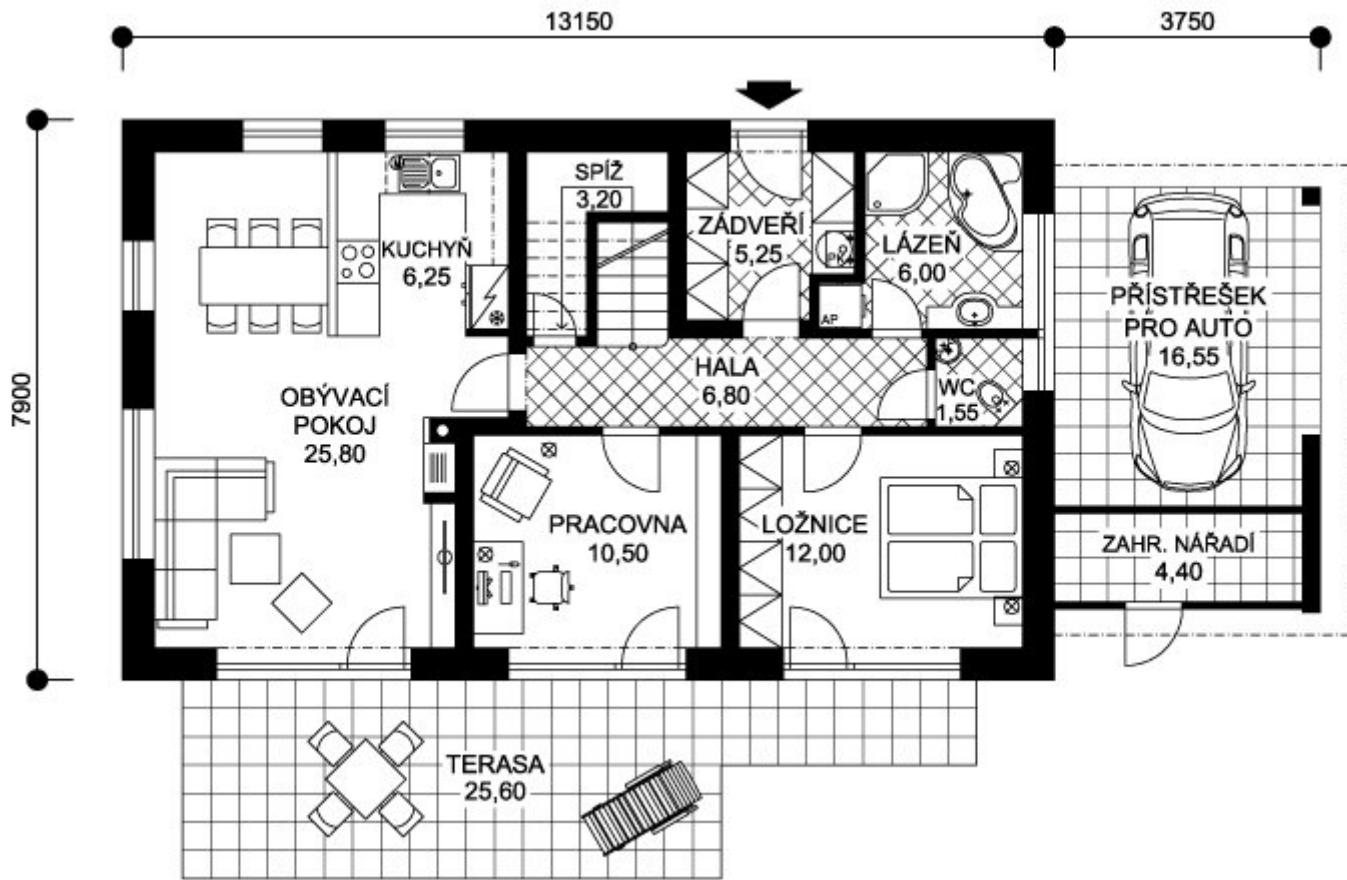 13150
3750
7900
SPÍŽ
3,20
ZÁDVEŘÍ
5,25
PK
LÁZEŇ
6,00
KUCHYŇ
6,25
AP
PŘÍSTŘEŠEK
PRO AUTO
16,55
HALA
6,80
WC
1,55
OBÝVACÍ
POKOJ
25,80
PRACOVNA
10,50
LOŽNICE
12,00
ZAHR. NÁŘADÍ
4,40
TERASA
25,60